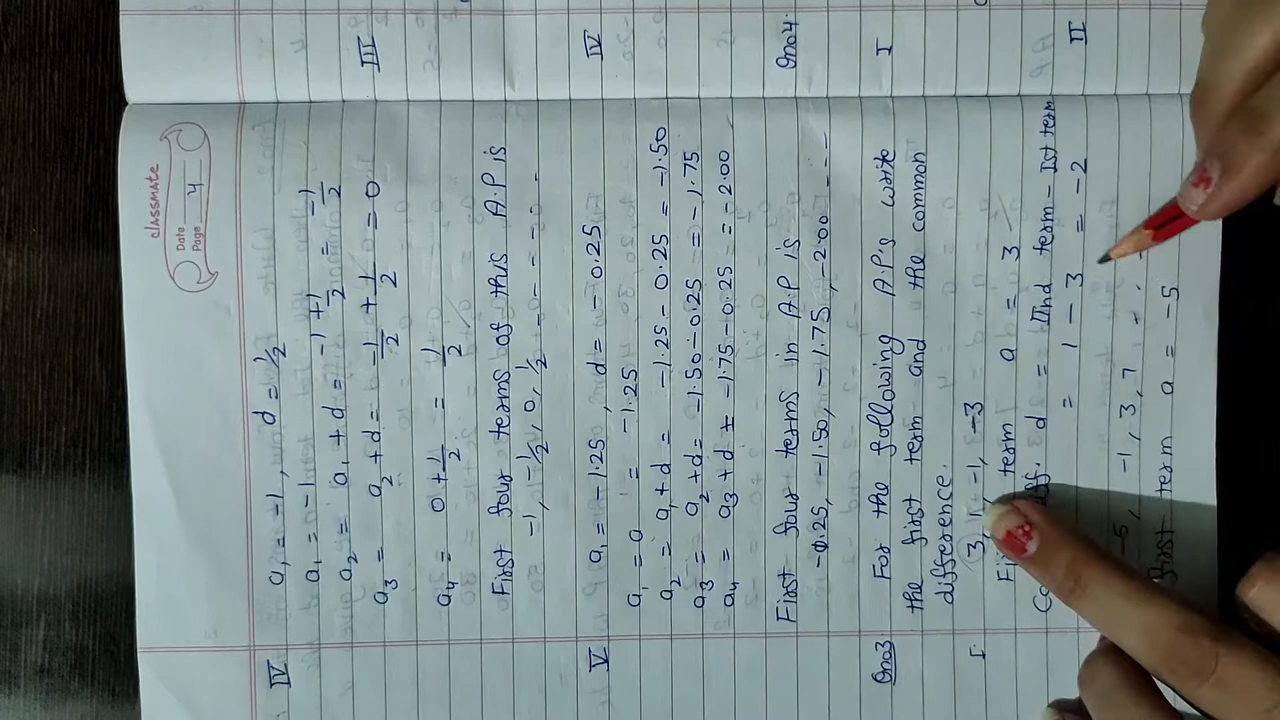 classmate
Date
Page 4
IV a₁ = -1, d = 1/2
a₁ = -1
a₂ = a₁ + d = -1 + 1/2 = -1/2
a₃ = a₂ + d = -1/2 + 1/2 = 0
a₄ = 0 + 1/2 = 1/2
First four terms of this A.P is
-1, -1/2, 0, 1/2 - - - -
V a₁ = -1.25, d = -0.25
a₁ = a = -1.25
a₂ = a₁ + d = -1.25 - 0.25 = -1.50
a₃ = a₂ + d = -1.50 - 0.25 = -1.75
a₄ = a₃ + d = -1.75 - 0.25 = -2.00
First four terms in A.P is
-0.25, -1.50, -1.75, -2.00 - - -
Qno3 For the following A.P's write
the first term and the common
difference.
I 3, 1, -1, -3
term a = 3
d = IInd term - Ist term
= 1 - 3 = -2
-5, -1, 3, 7
first term a = -5
III
IV
Qno4.
I
II